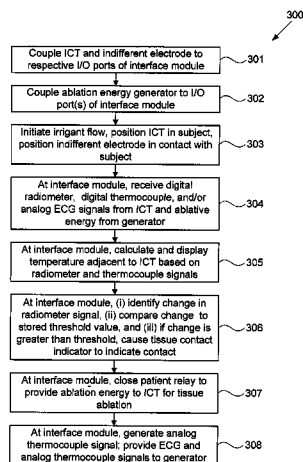 300
Couple ICT and indifferent electrode to
respective I/O ports of interface module
301
Couple ablation energy generator to I/O
port(s) of interface module
302
Initiate irrigant flow, position ICT in subject,
position indifferent electrode in contact with
subject
303
At interface module, receive digital
radiometer, digital thermocouple, and/or
analog ECG signals from ICT and ablative
energy from generator
304
At interface module, calculate and display
temperature adjacent to ICT based on
radiometer and thermocouple signals
305
At interface module, (i) identify change in
radiometer signal, (ii) compare change to
stored threshold value, and (iii) if change is
greater than threshold, cause tissue contact
indicator to indicate contact
306
At interface module, close patient relay to
provide ablation energy to ICT for tissue
ablation
307
At interface module, generate analog
thermocouple signal; provide ECG and
analog thermocouple signals to generator
308